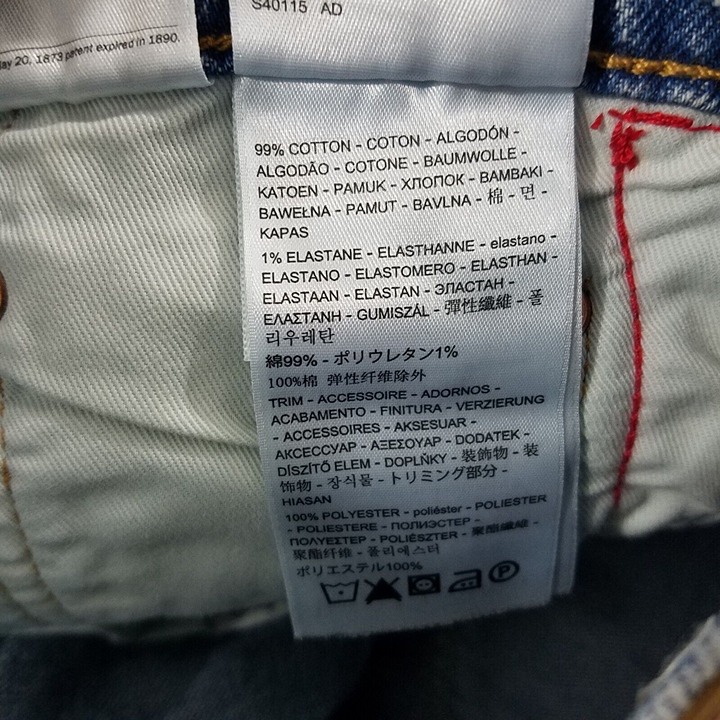 May 20, 1873 patent expired in 1890.
S40115 AD
99% COTTON - COTON - ALGODÓN -
ALGODÃO - COTONE - BAUMWOLLE -
KATOEN - PAMUK - ХЛОПОК - BAMBAKI -
BAWEŁNA - PAMUT - BAVLNA - 棉 - 면 -
KAPAS
1% ELASTANE - ELASTHANNE - elastano -
ELASTANO - ELASTOMERO - ELASTHAN -
ELASTAAN - ELASTAN - ЭЛАСТАН -
ΕΛΑΣΤΑΝΗ - GUMISZÁL - 彈性纖維 - 폴
리우레탄
綿99% - ポリウレタン1%
100%棉 弹性纤维除外
TRIM - ACCESSOIRE - ADORNOS -
ACABAMENTO - FINITURA - VERZIERUNG
- ACCESSOIRES - AKSESUAR -
АКСЕССУАР - ΑΞΕΣΟΥΑΡ - DODATEK -
DÍSZÍTŐ ELEM - DOPLŇKY - 裝飾物 - 装
饰物 - 장식물 - トリミング部分 -
HIASAN
100% POLYESTER - poliéster - POLIESTER
- POLIESTERE - ПОЛИЭСТЕР -
ΠΟΛΥΕΣΤΕΡ - POLIÉSZTER - 聚酯纖維 -
聚酯纤维 - 폴리에스터
ポリエステル100%
P